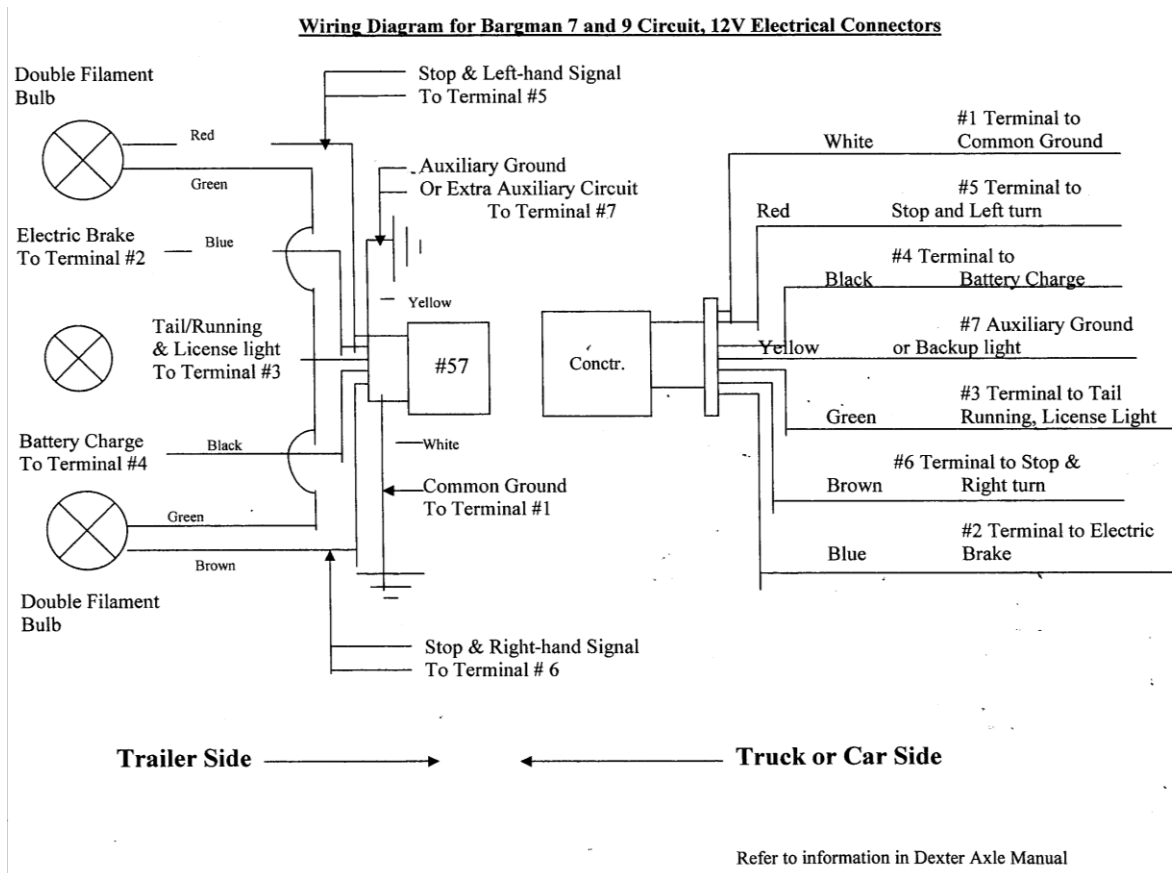 Wiring Diagram for Bargman 7 and 9 Circuit, 12V Electrical Connectors
Double Filament
Bulb
Red
Green
Stop & Left-hand Signal
To Terminal #5
Auxiliary Ground
Or Extra Auxiliary Circuit
To Terminal #7
Electric Brake
To Terminal #2
Blue
Yellow
Tail/Running
& License light
To Terminal #3
#57
Battery Charge
To Terminal #4
Black
White
Common Ground
To Terminal #1
Green
Brown
Double Filament
Bulb
Stop & Right-hand Signal
To Terminal # 6
Conctr.
White
#1 Terminal to
Common Ground
Red
#5 Terminal to
Stop and Left turn
Black
#4 Terminal to
Battery Charge
Yellow
#7 Auxiliary Ground
or Backup light
Green
#3 Terminal to Tail
Running, License Light
Brown
#6 Terminal to Stop &
Right turn
Blue
#2 Terminal to Electric
Brake
Trailer Side
Truck or Car Side
Refer to information in Dexter Axle Manual